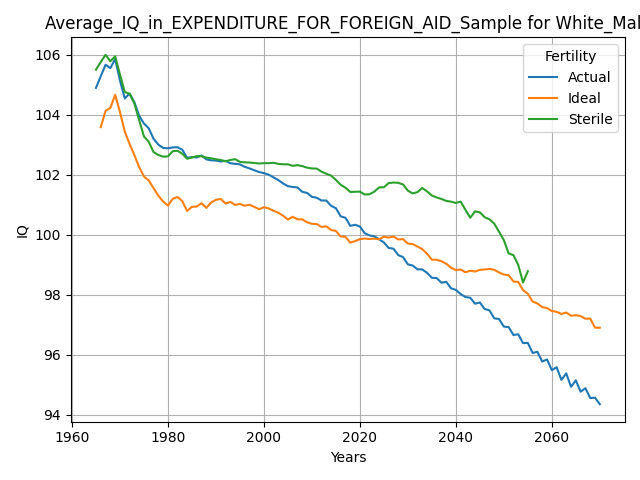 Average_IQ_in_EXPENDITURE_FOR_FOREIGN_AID_Sample for White_Mal
Fertility
Actual
Ideal
Sterile
106
104
102
100
98
96
94
IQ
1960
1980
2000
2020
2040
2060
Years